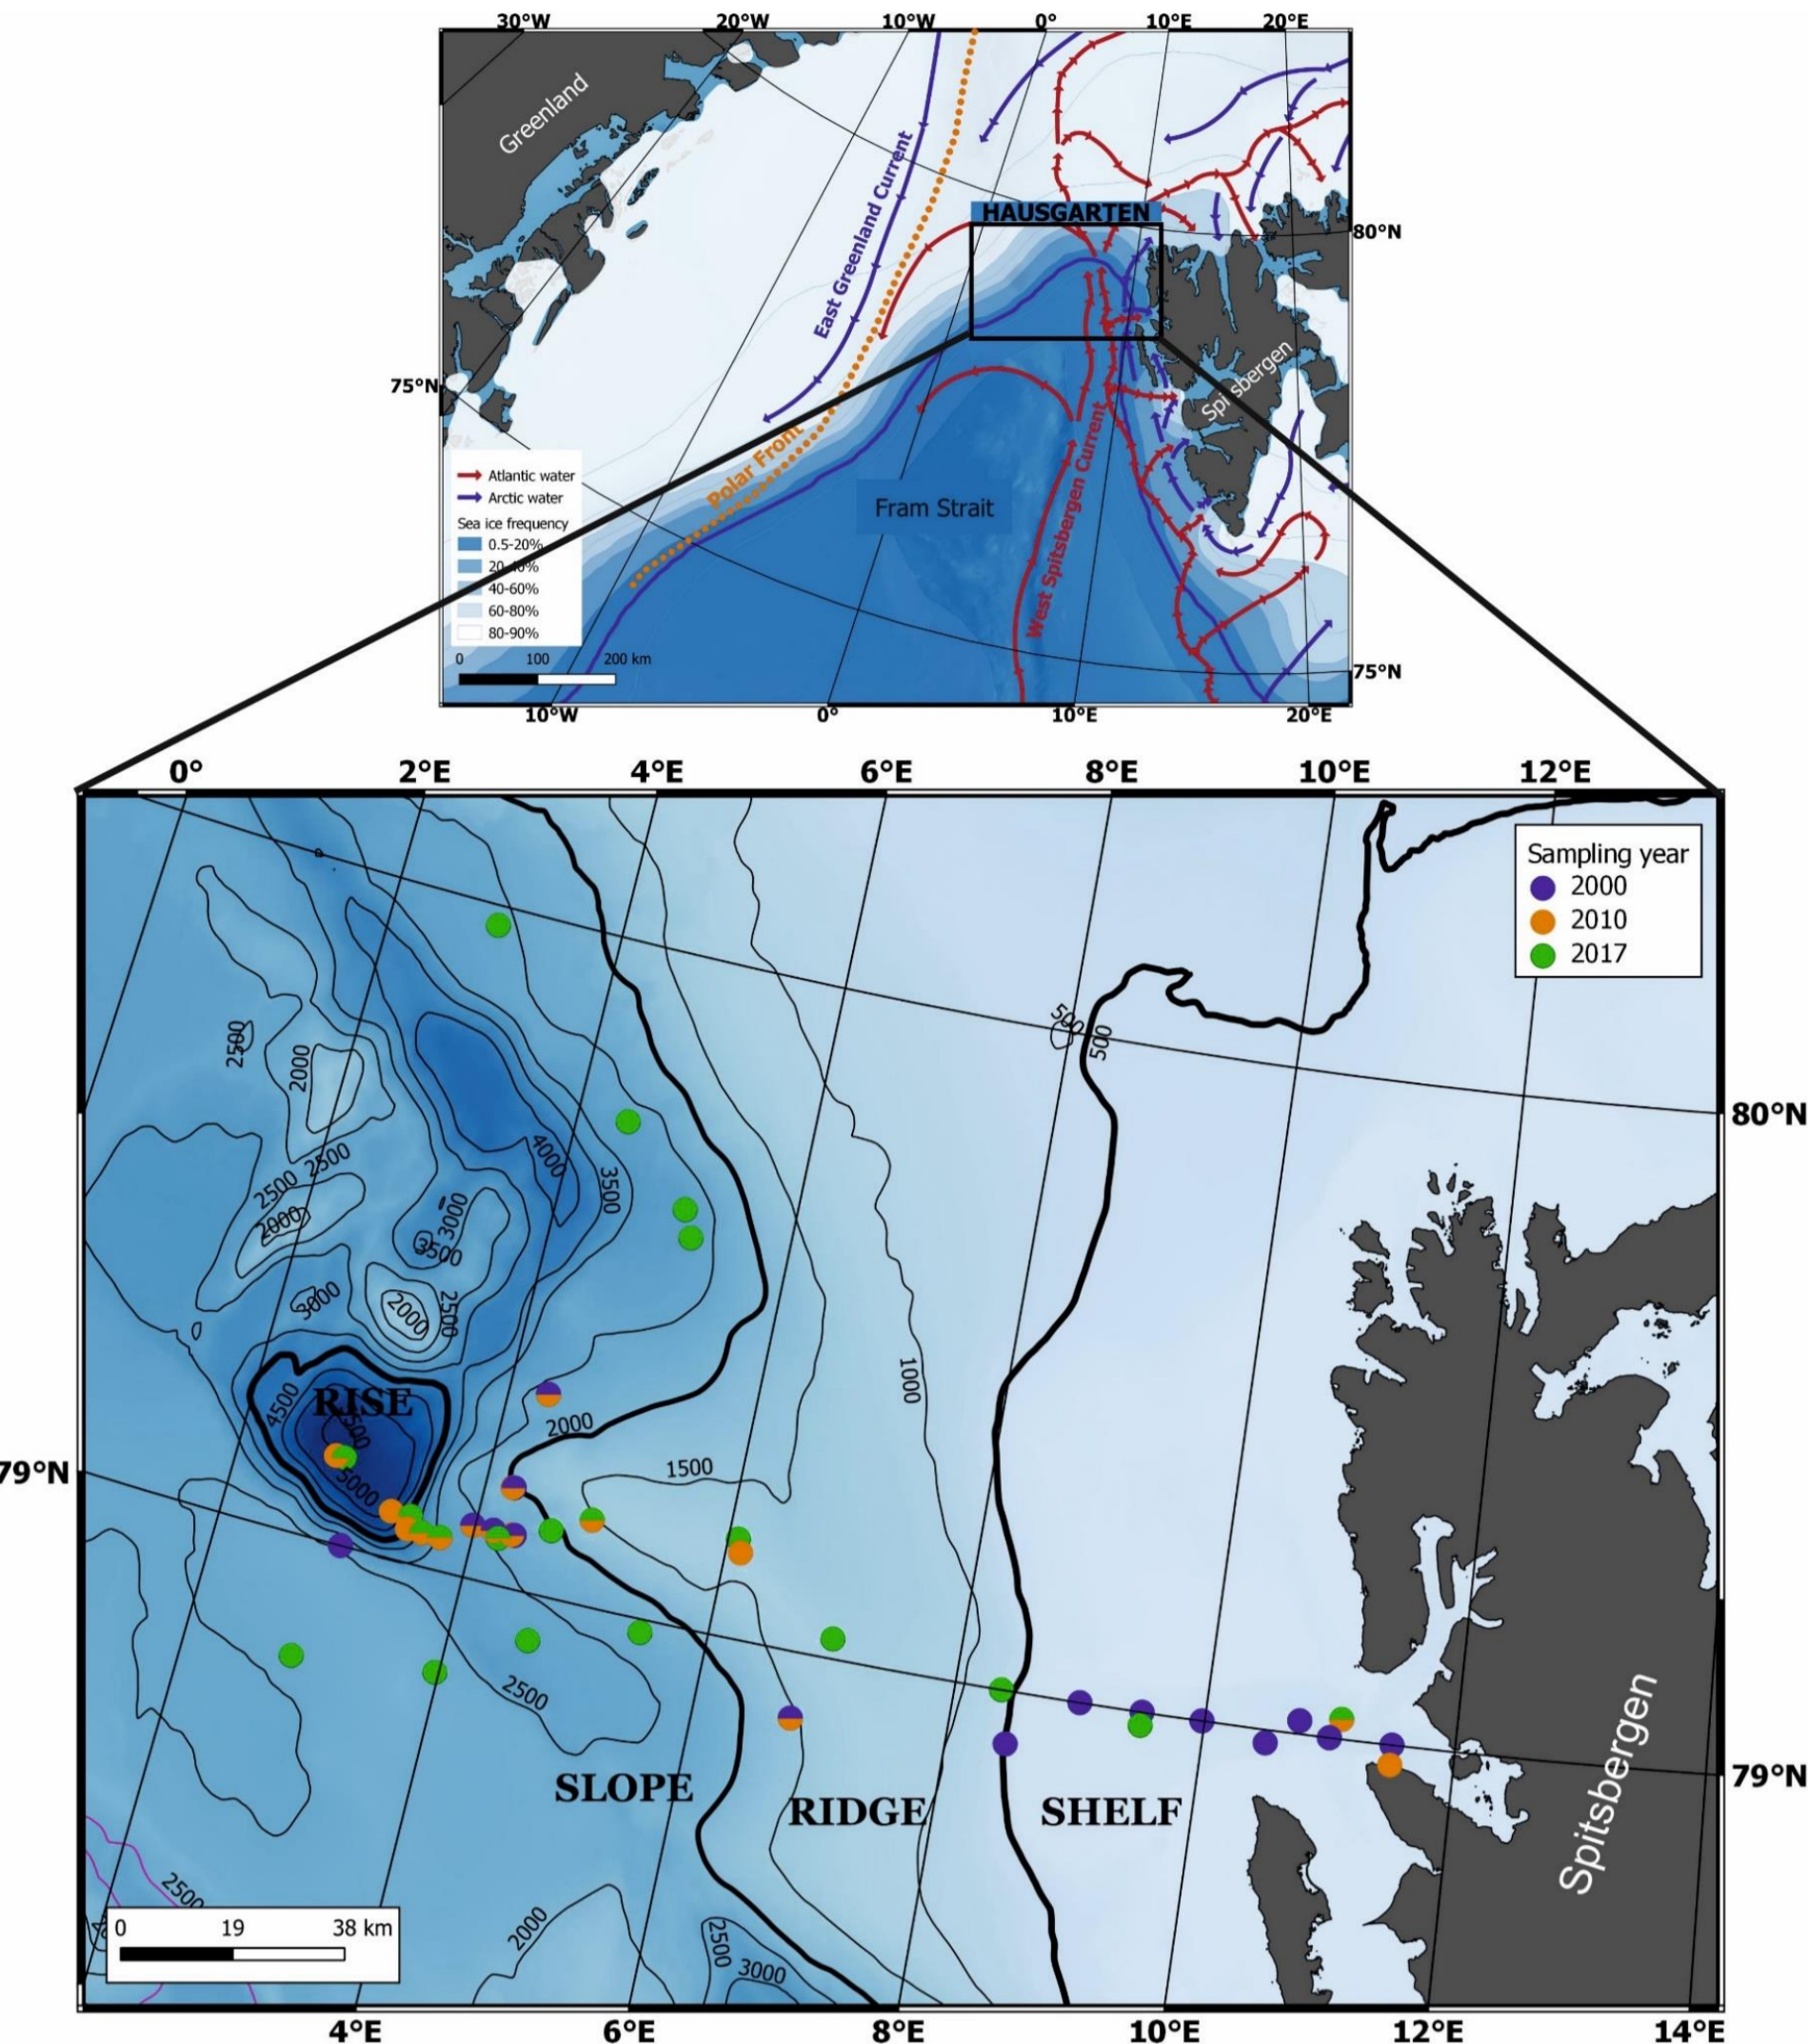 30°W 20°W 10°W 0° 10°E 20°E
Greenland
East Greenland Current
HAUSGARTEN
80°N
75°N
Spitsbergen
Polar Front
Fram Strait
West Spitsbergen Current
Atlantic water
Arctic water
Sea ice frequency
0.5-20%
20-40%
40-60%
60-80%
80-90%
0 100 200 km
75°N
10°W 0° 10°E 20°E
0° 2°E 4°E 6°E 8°E 10°E 12°E
Sampling year
2000
2010
2017
500
500
2500
2000
80°N
4000
2500
2500
3500
3000
2000
3500
3000
2000
2500
1000
4500
RISE
2000
1500
79°N
5000
2500
Spitsbergen
79°N
SLOPE
RIDGE
SHELF
2500
2000
2500
3000
0 19 38 km
4°E 6°E 8°E 10°E 12°E 14°E